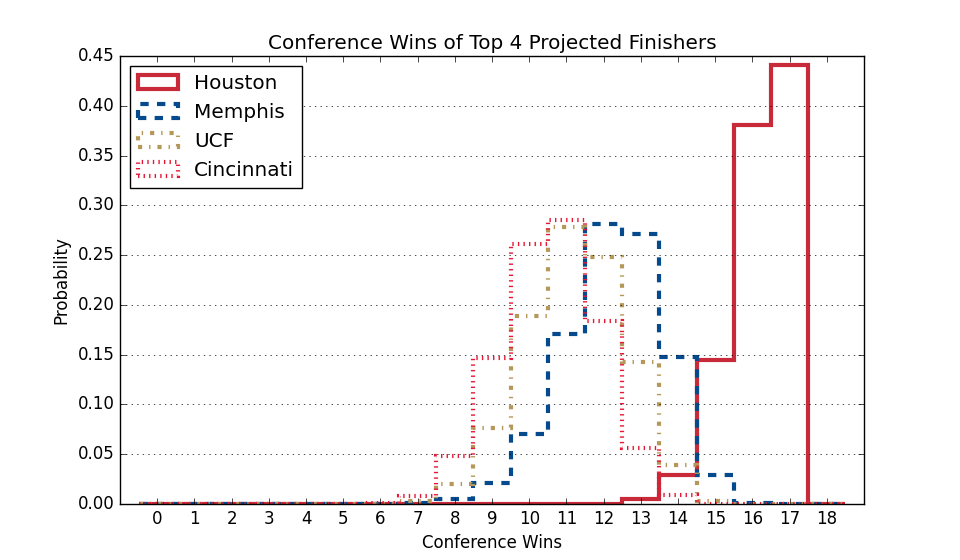 Conference Wins of Top 4 Projected Finishers
0.45
0.40
0.35
0.30
0.25
0.20
0.15
0.10
0.05
0.00
Probability
Houston
Memphis
UCF
Cincinnati
0 1 2 3 4 5 6 7 8 9 10 11 12 13 14 15 16 17 18
Conference Wins